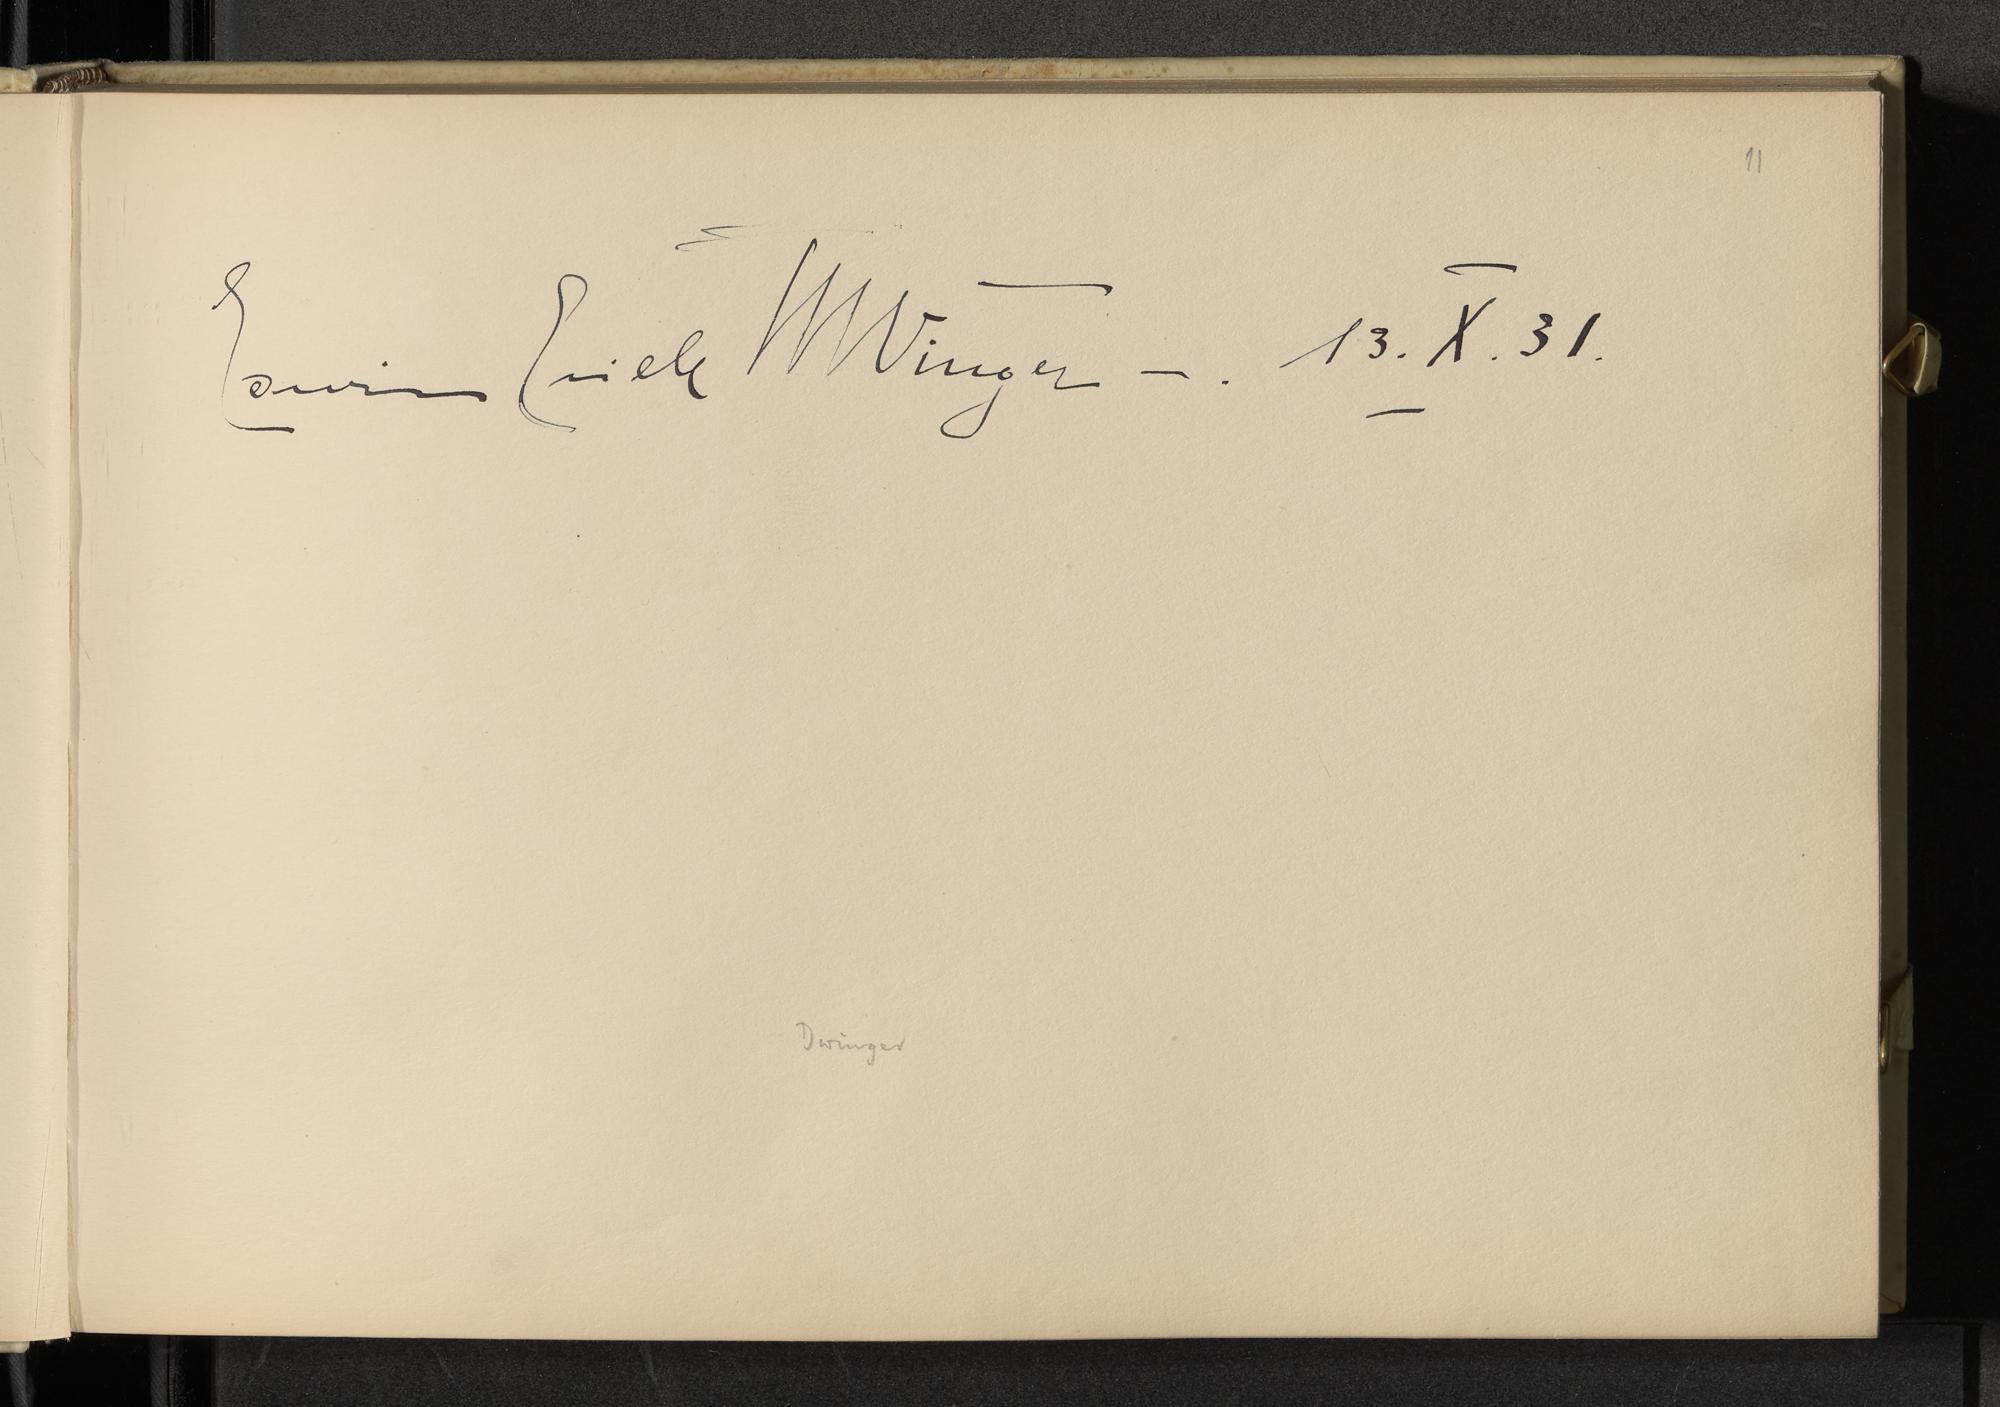 11
Edwin Erich Dwinger –. 13. X. 31.
Dwinger